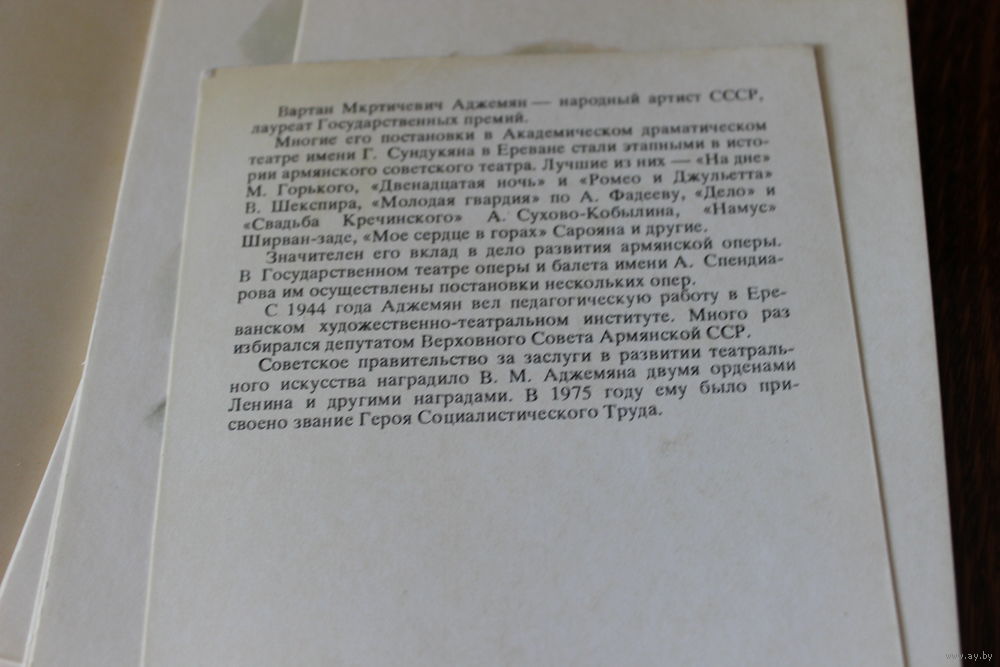 Вартан Мкртичевич Аджемян — народный артист СССР,
лауреат Государственных премий.
Многие его постановки в Академическом драматическом
театре имени Г. Сундукяна в Ереване стали этапными в исто-
рии армянского советского театра. Лучшие из них — «На дне»
М. Горького, «Двенадцатая ночь» и «Ромео и Джульетта»
В. Шекспира, «Молодая гвардия» по А. Фадееву, «Дело» и
«Свадьба Кречинского» А. Сухово-Кобылина, «Намус»
Ширван-заде, «Мое сердце в горах» Сарояна и другие.
Значителен его вклад в дело развития армянской оперы.
В Государственном театре оперы и балета имени А. Спендиа-
рова им осуществлены постановки нескольких опер.
С 1944 года Аджемян вел педагогическую работу в Ере-
ванском художественно-театральном институте. Много раз
избирался депутатом Верховного Совета Армянской ССР.
Советское правительство за заслуги в развитии театраль-
ного искусства наградило В. М. Аджемяна двумя орденами
Ленина и другими наградами. В 1975 году ему было при-
своено звание Героя Социалистического Труда.
www.ay.by